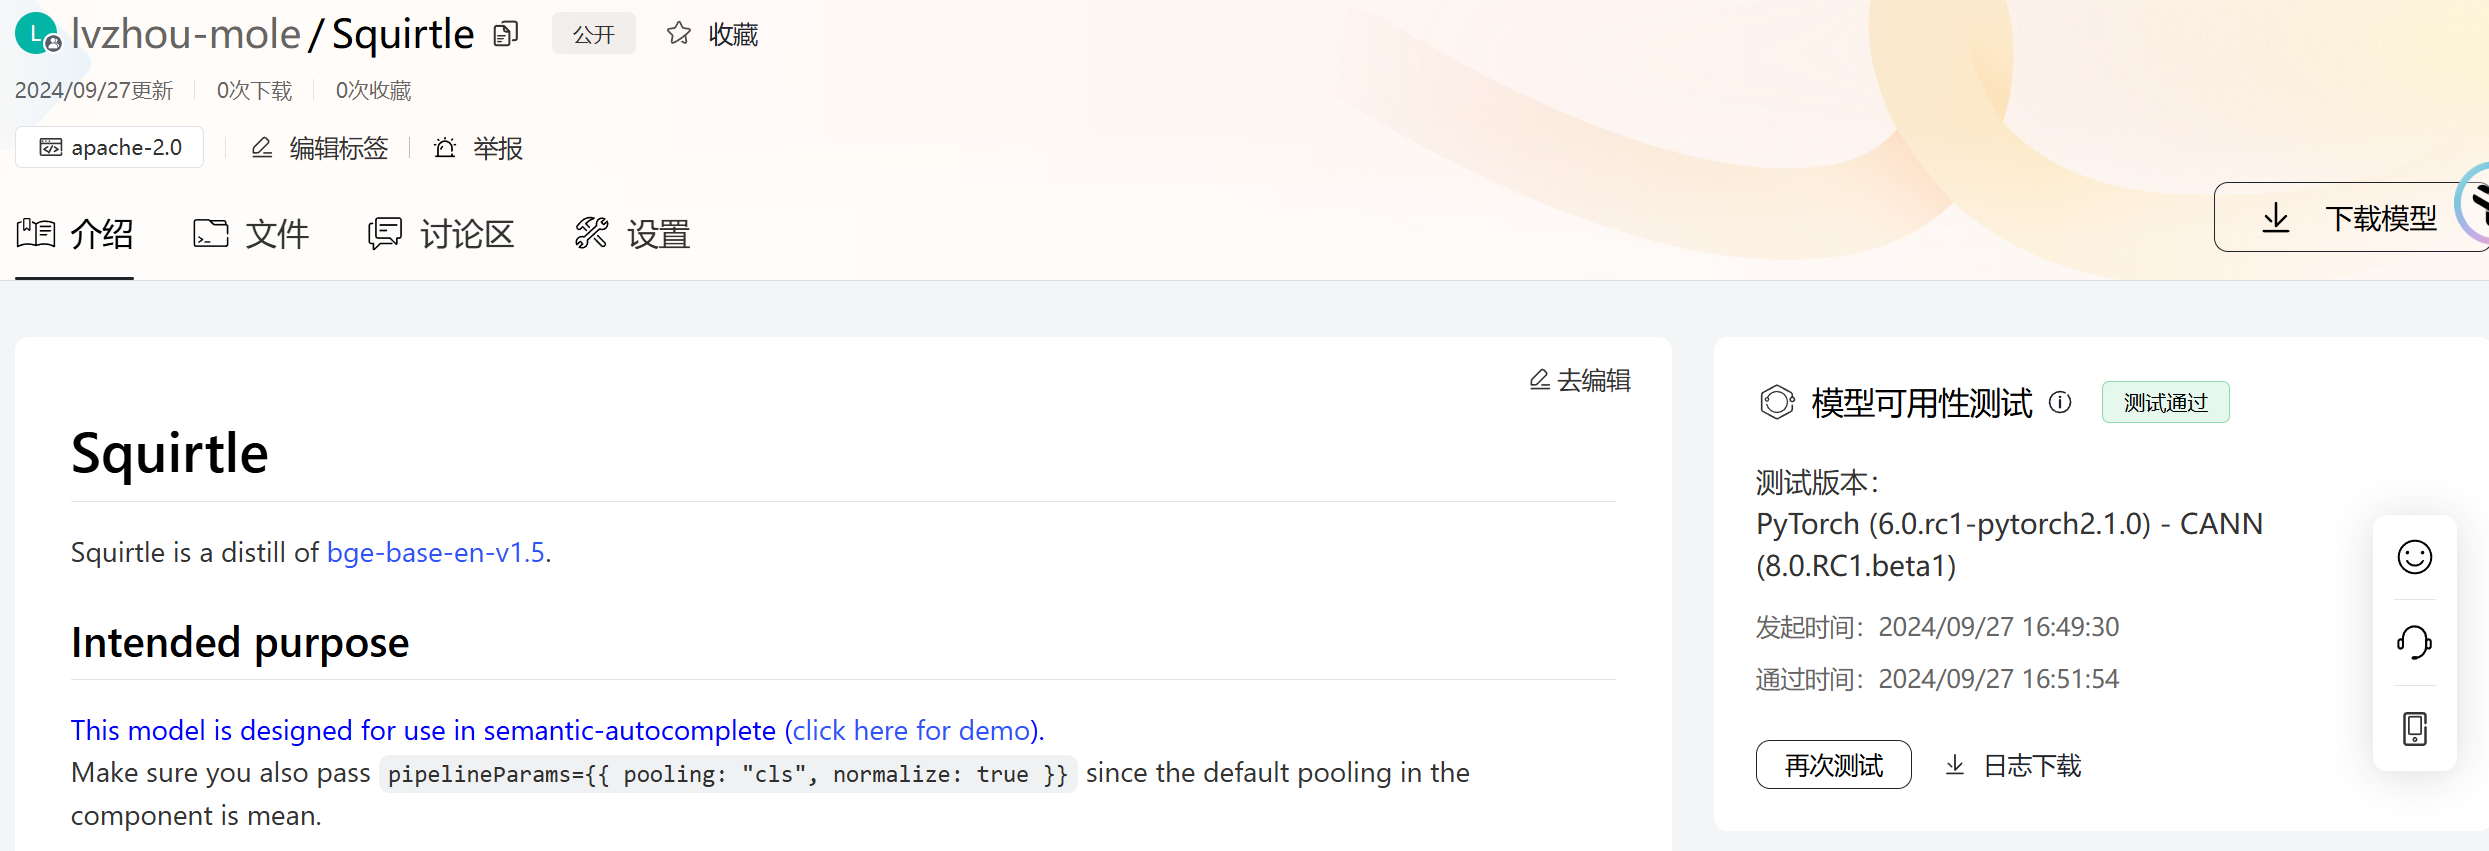 L lvzhou-mole / Squirtle 公开 收藏
2024/09/27更新 0次下载 0次收藏
apache-2.0 编辑标签 举报
介绍 文件 讨论区 设置 下载模型
去编辑
Squirtle
Squirtle is a distill of bge-base-en-v1.5.
Intended purpose
This model is designed for use in semantic-autocomplete (click here for demo).
Make sure you also pass pipelineParams={{ pooling: "cls", normalize: true }} since the default pooling in the
component is mean.
模型可用性测试 测试通过
测试版本：
PyTorch (6.0.rc1-pytorch2.1.0) - CANN
(8.0.RC1.beta1)
发起时间：2024/09/27 16:49:30
通过时间：2024/09/27 16:51:54
再次测试 日志下载